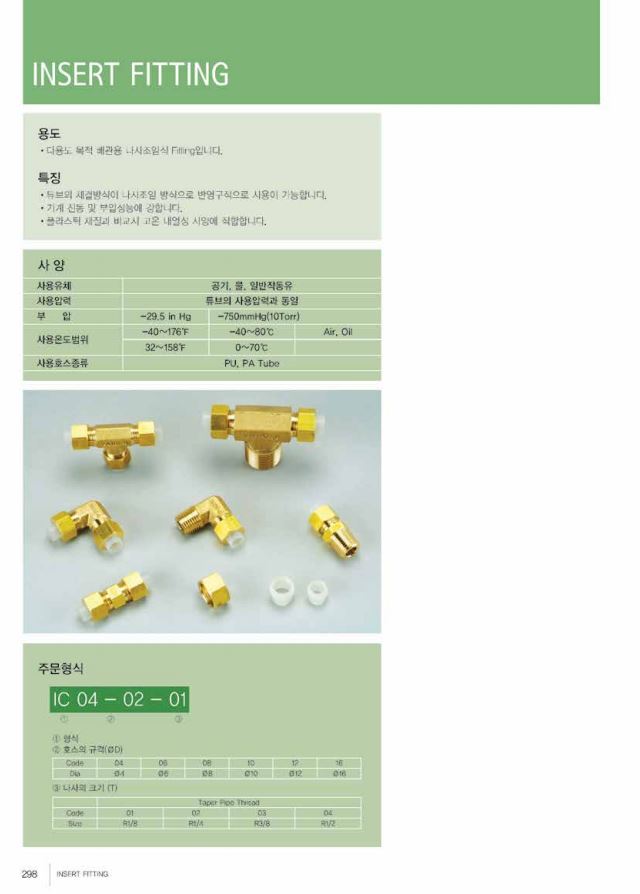 INSERT FITTING
용도
• 다용도 목적 배관용 나사조임식 Fitting입니다.
특징
• 튜브의 체결방식이 나사조임 방식으로 반영구적으로 사용이 가능합니다.
• 기계 진동 및 부압성능에 강합니다.
• 플라스틱 재질과 비교시 고온 내열성 사양에 적합합니다.
사 양
사용유체 공기, 물, 일반작동유
사용압력 튜브의 사용압력과 동일
부 압 -29.5 in Hg -750mmHg(10Torr)
사용온도범위 -40~176℉ -40~80℃ Air, Oil
32~158℉ 0~70℃
사용호스종류 PU, PA Tube
주문형식
IC 04 - 02 - 01
① ② ③
① 형식
② 호스의 규격(ØD)
Code 04 06 08 10 12 16
Dia Ø4 Ø6 Ø8 Ø10 Ø12 Ø16
③ 나사의 크기 (T)
Taper Pipe Thread
Code 01 02 03 04
Size R1/8 R1/4 R3/8 R1/2
298 INSERT FITTING